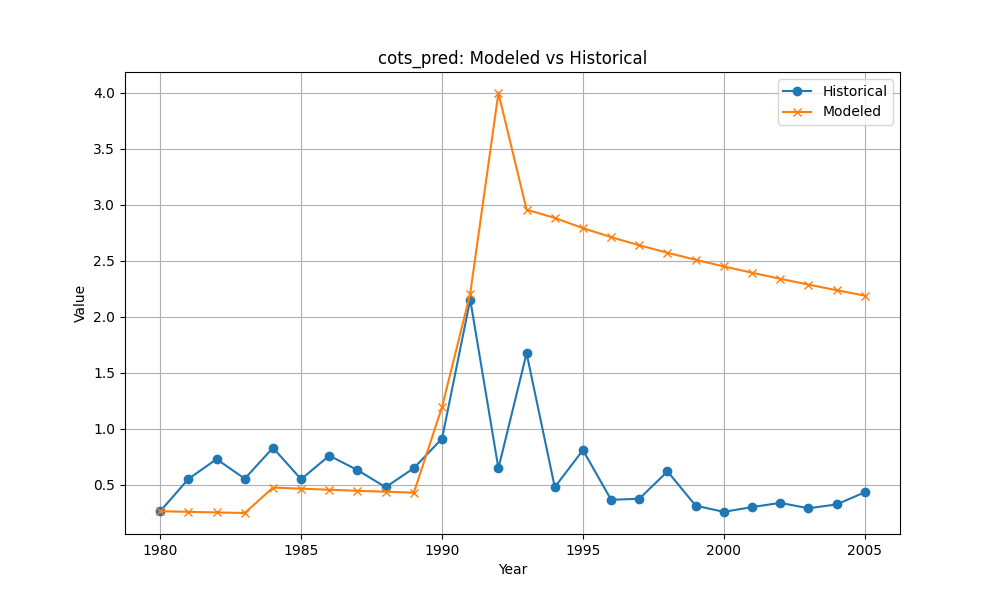 cots_pred: Modeled vs Historical
Historical
Modeled
4.0
3.5
3.0
2.5
2.0
1.5
1.0
0.5
Value
1980 1985 1990 1995 2000 2005
Year